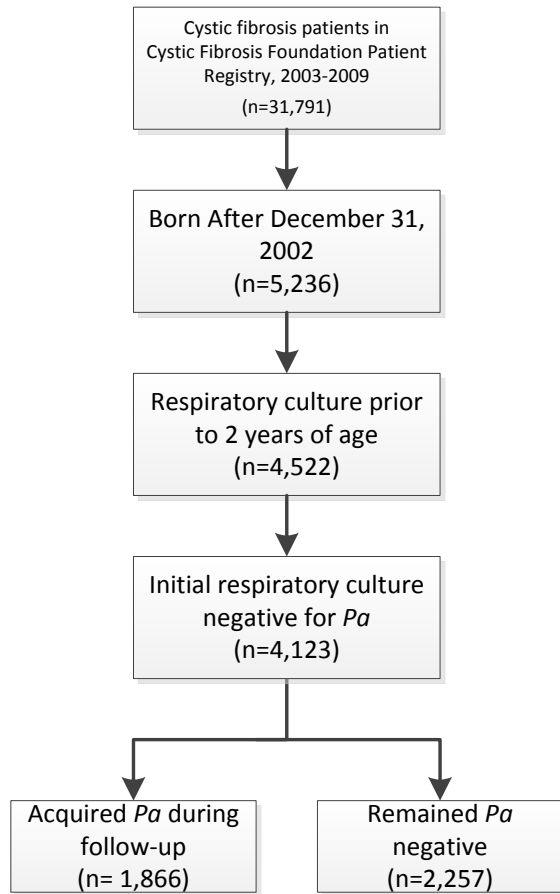 Cystic fibrosis patients in
Cystic Fibrosis Foundation Patient
Registry, 2003-2009
(n=31,791)
Born After December 31,
2002
(n=5,236)
Respiratory culture prior
to 2 years of age
(n=4,522)
Initial respiratory culture
negative for Pa
(n=4,123)
Acquired Pa during
follow-up
(n= 1,866)
Remained Pa
negative
(n=2,257)